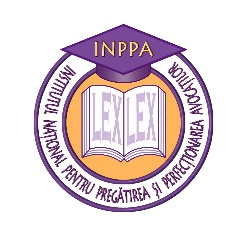 INPPA
LEX LEX
INSTITUTUL NAȚIONAL PENTRU PREGĂTIREA ȘI PERFECȚIONAREA AVOCAȚILOR